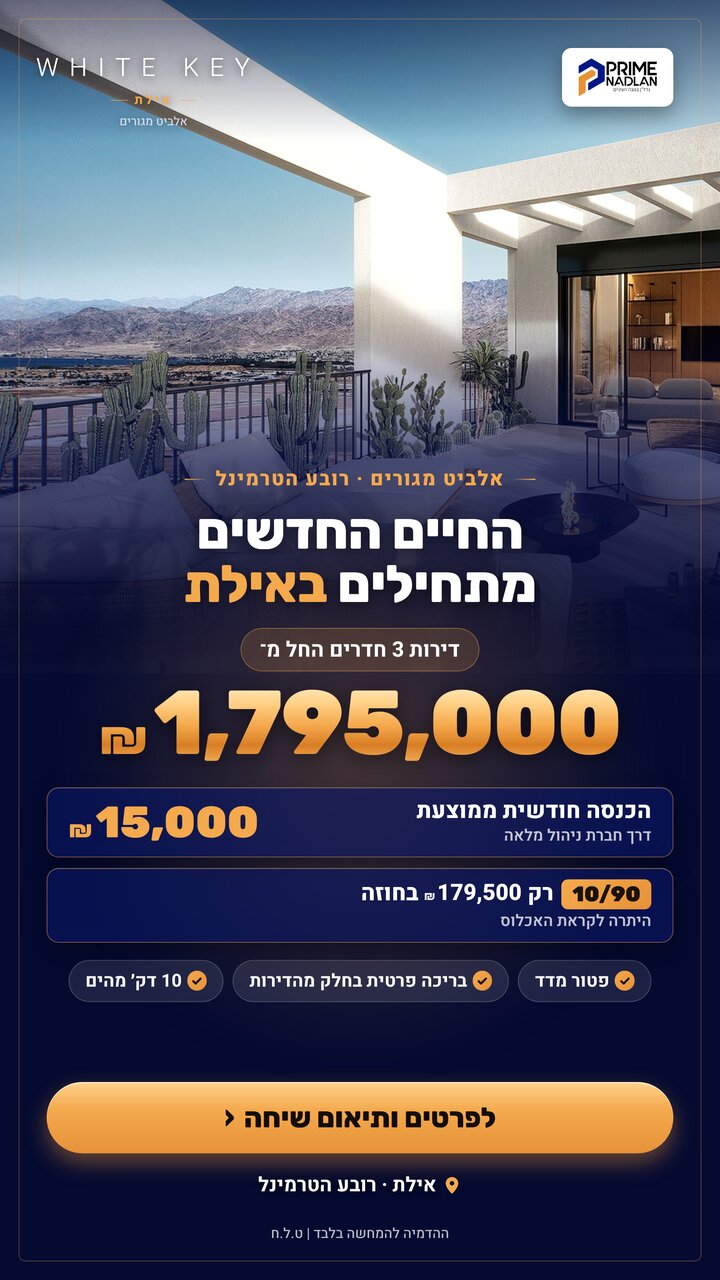 WHITE KEY
אילת
אלביט מגורים
PRIME
NADLAN
נדל"ן בגובה העיניים
אלביט מגורים · רובע הטרמינל
החיים החדשים
מתחילים באילת
דירות 3 חדרים החל מ־
1,795,000 ₪
הכנסה חודשית ממוצעת
דרך חברת ניהול מלאה
15,000 ₪
10/90 רק 179,500 ₪ בחוזה
היתרה לקראת האכלוס
פטור מדד
בריכה פרטית בחלק מהדירות
10 דק׳ מהים
לפרטים ותיאום שיחה ›
אילת · רובע הטרמינל
ההדמיה להמחשה בלבד | ט.ל.ח